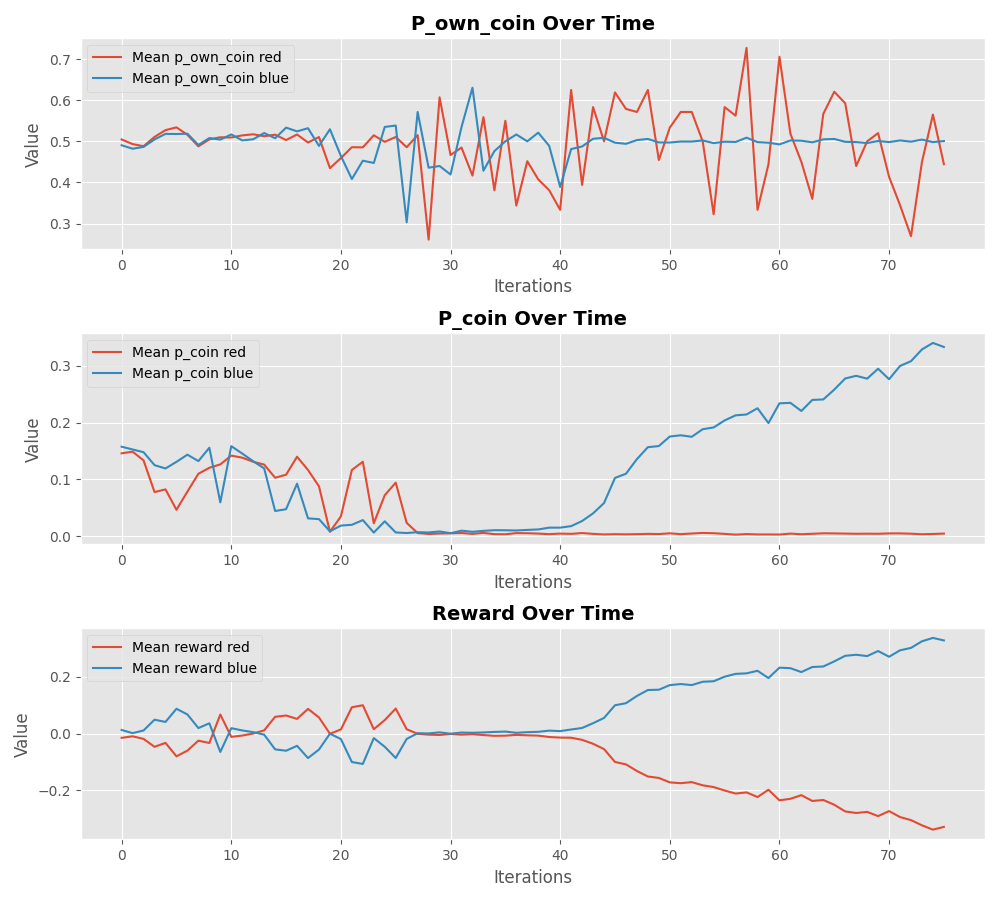 P_own_coin Over Time
Mean p_own_coin red
Mean p_own_coin blue
0.7
0.6
0.5
0.4
0.3
Value
0 10 20 30 40 50 60 70
Iterations
P_coin Over Time
Mean p_coin red
Mean p_coin blue
0.3
0.2
0.1
0.0
Value
0 10 20 30 40 50 60 70
Iterations
Reward Over Time
Mean reward red
Mean reward blue
0.2
0.0
−0.2
Value
0 10 20 30 40 50 60 70
Iterations